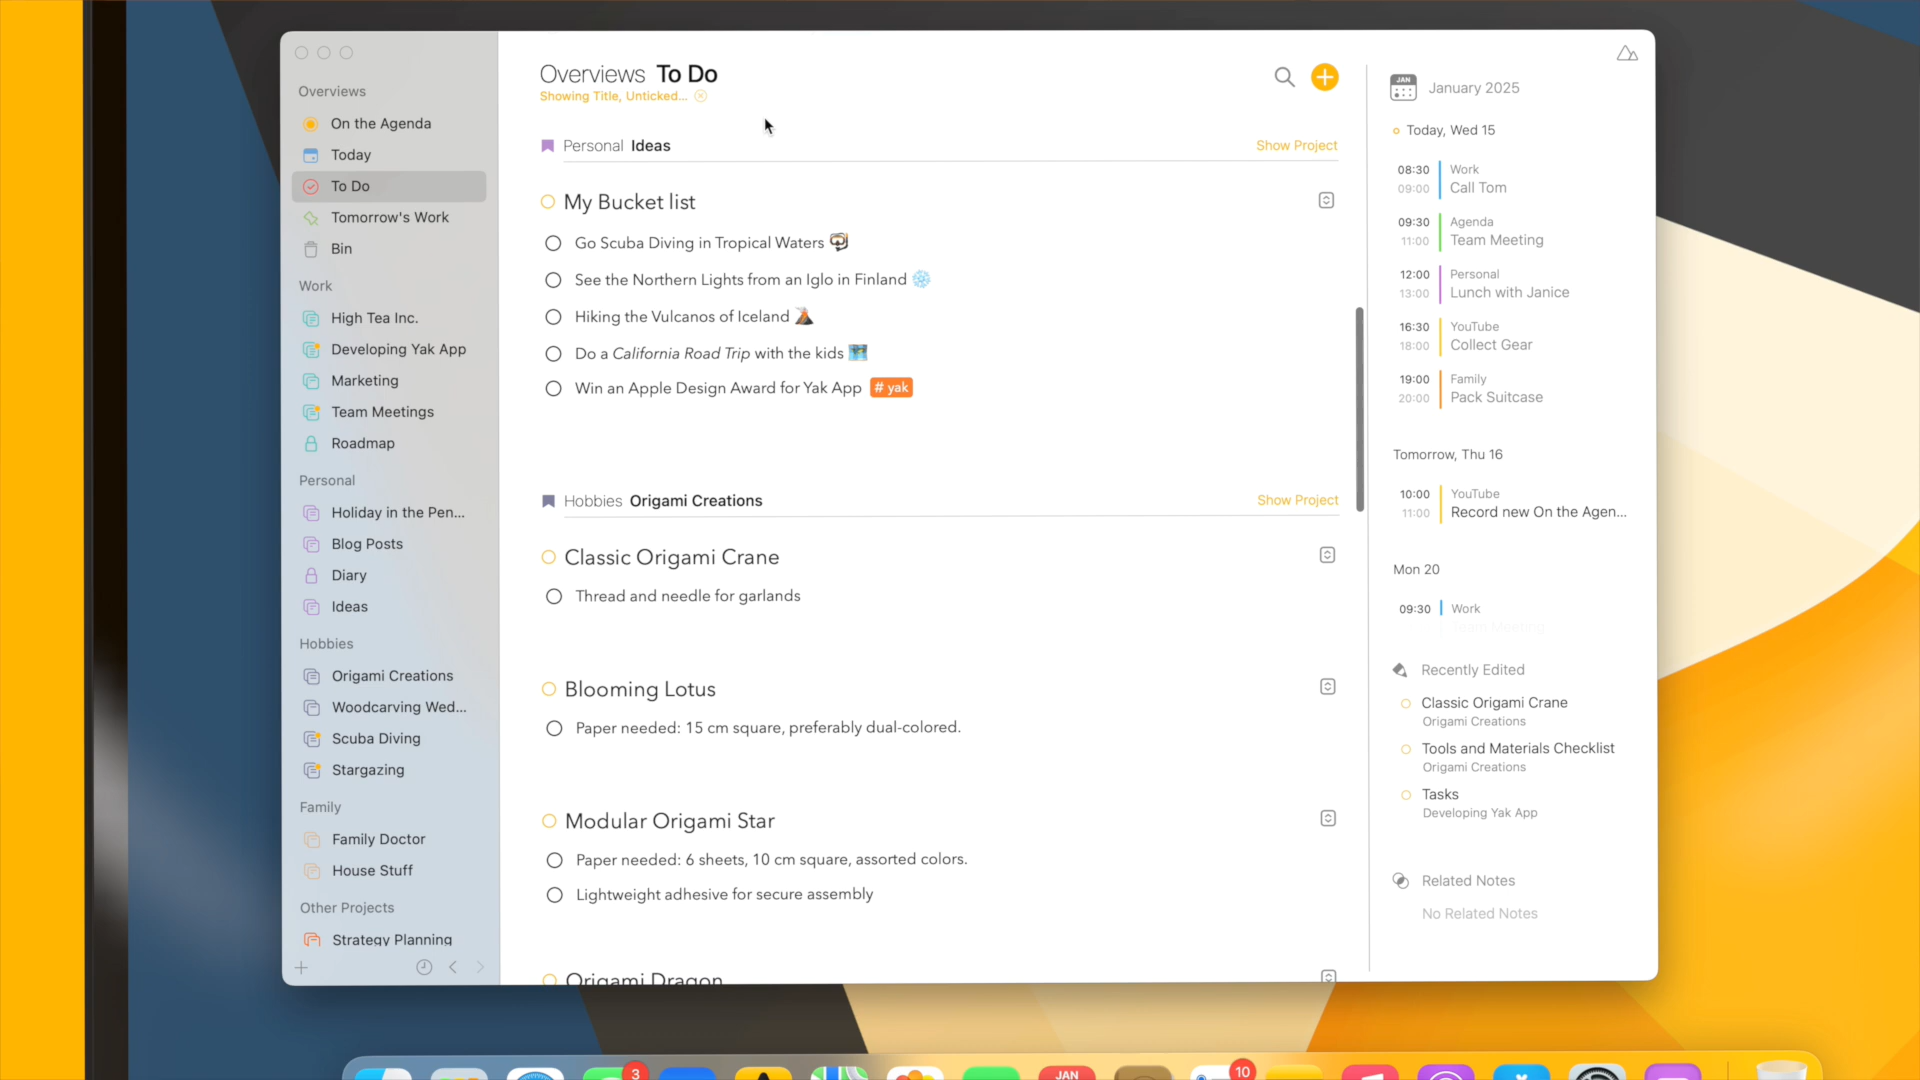 Overviews
On the Agenda
Today
To Do
Tomorrow's Work
Bin
Work
High Tea Inc.
Developing Yak App
Marketing
Team Meetings
Roadmap
Personal
Holiday in the Pen...
Blog Posts
Diary
Ideas
Hobbies
Origami Creations
Woodcarving Wed...
Scuba Diving
Stargazing
Family
Family Doctor
House Stuff
Other Projects
Strategy Planning
Overviews To Do
Showing Title, Unticked...
Personal Ideas Show Project
My Bucket list
Go Scuba Diving in Tropical Waters 🤿
See the Northern Lights from an Iglo in Finland ❄️
Hiking the Vulcanos of Iceland 🌋
Do a California Road Trip with the kids
Win an Apple Design Award for Yak App # yak
Hobbies Origami Creations Show Project
Classic Origami Crane
Thread and needle for garlands
Blooming Lotus
Paper needed: 15 cm square, preferably dual-colored.
Modular Origami Star
Paper needed: 6 sheets, 10 cm square, assorted colors.
Lightweight adhesive for secure assembly
Origami Dragon
JAN January 2025
Today, Wed 15
08:30 Work
09:00 Call Tom
09:30 Agenda
11:00 Team Meeting
12:00 Personal
13:00 Lunch with Janice
16:30 YouTube
18:00 Collect Gear
19:00 Family
20:00 Pack Suitcase
Tomorrow, Thu 16
10:00 YouTube
11:00 Record new On the Agen...
Mon 20
09:30 Work
Team Meeting
Recently Edited
Classic Origami Crane
Origami Creations
Tools and Materials Checklist
Origami Creations
Tasks
Developing Yak App
Related Notes
No Related Notes
3
JAN
10